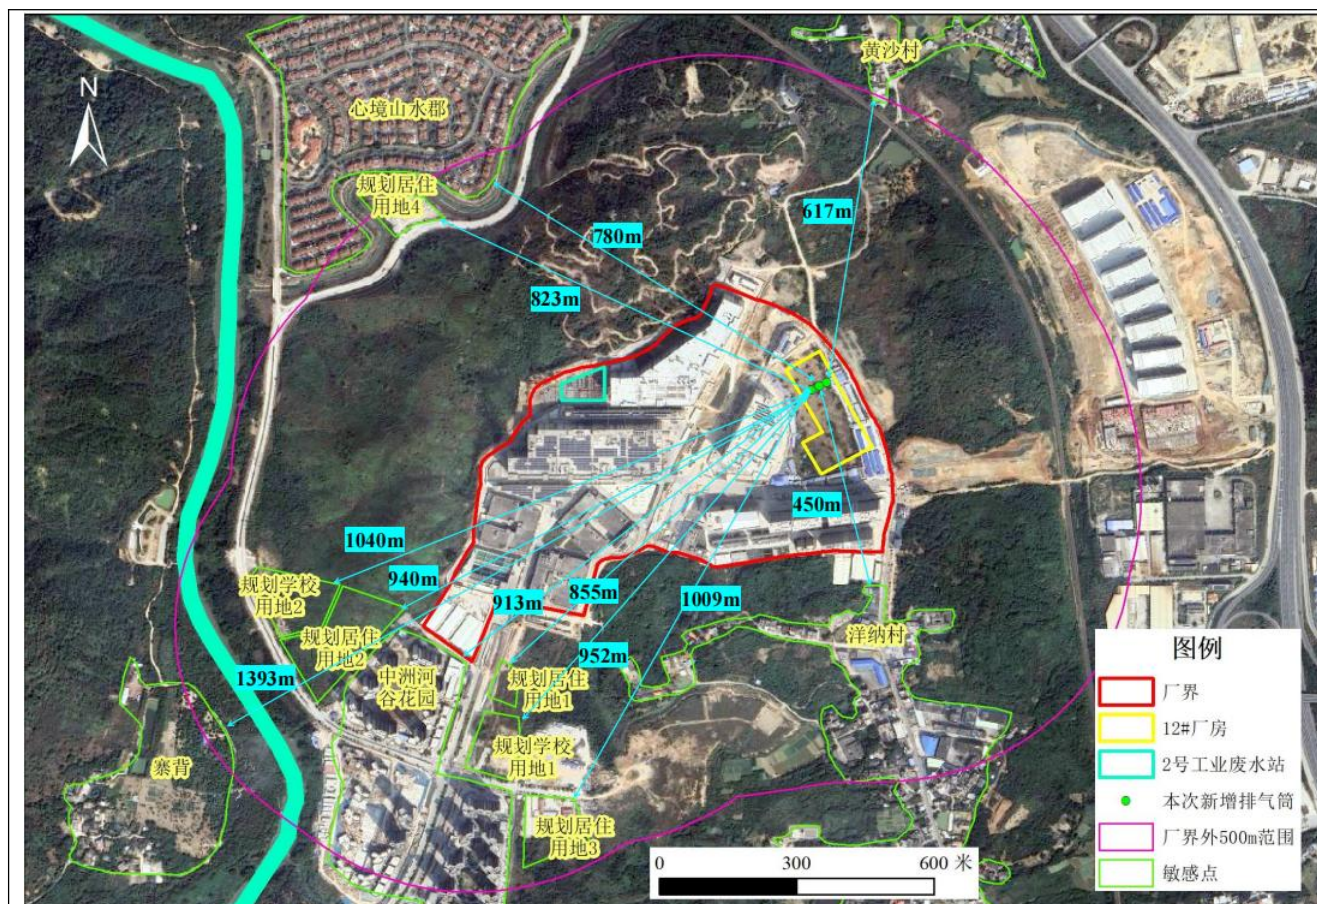 黄沙村
N
心境山水郡
规划居住
用地4
617m
780m
823m
450m
1040m
940m
913m
855m
1009m
规划学校
用地2
规划居住
用地2
洋纳村
952m
1393m
中洲河
谷花园
规划居住
用地1
寨背
规划学校
用地1
规划居住
用地3
0
300
600 米
图例
厂界
12#厂房
2号工业废水站
本次新增排气筒
厂界外500m范围
敏感点